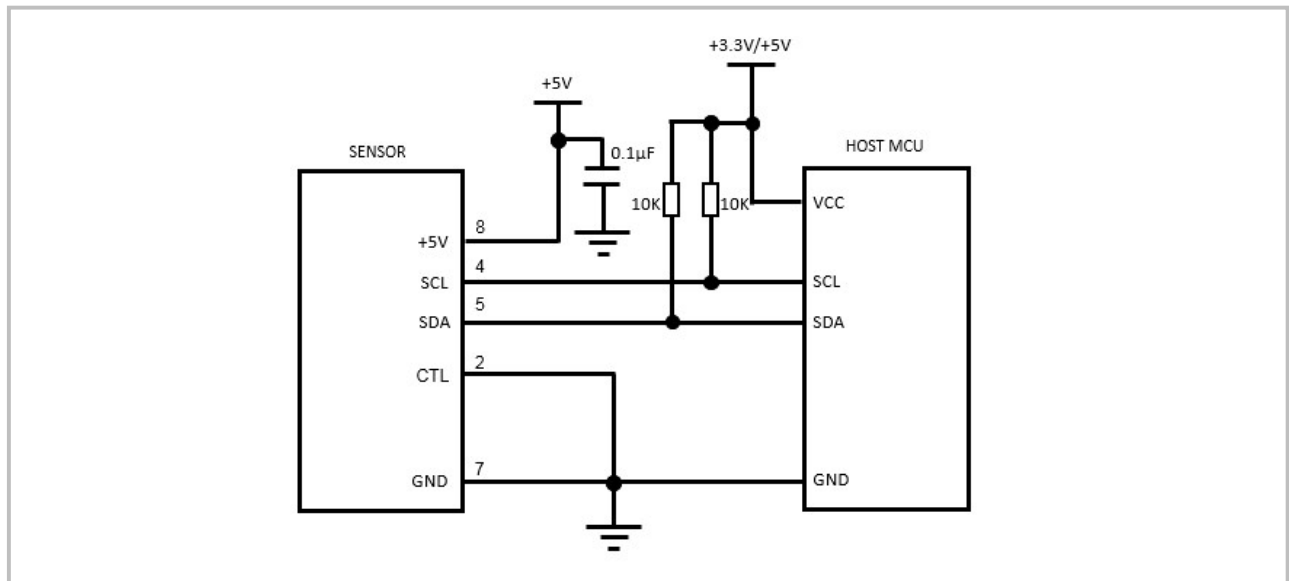 +3.3V/+5V
+5V
SENSOR
0.1µF
HOST MCU
10K
10K
VCC
8
+5V
4
SCL
SCL
5
SDA
SDA
2
CTL
7
GND
GND